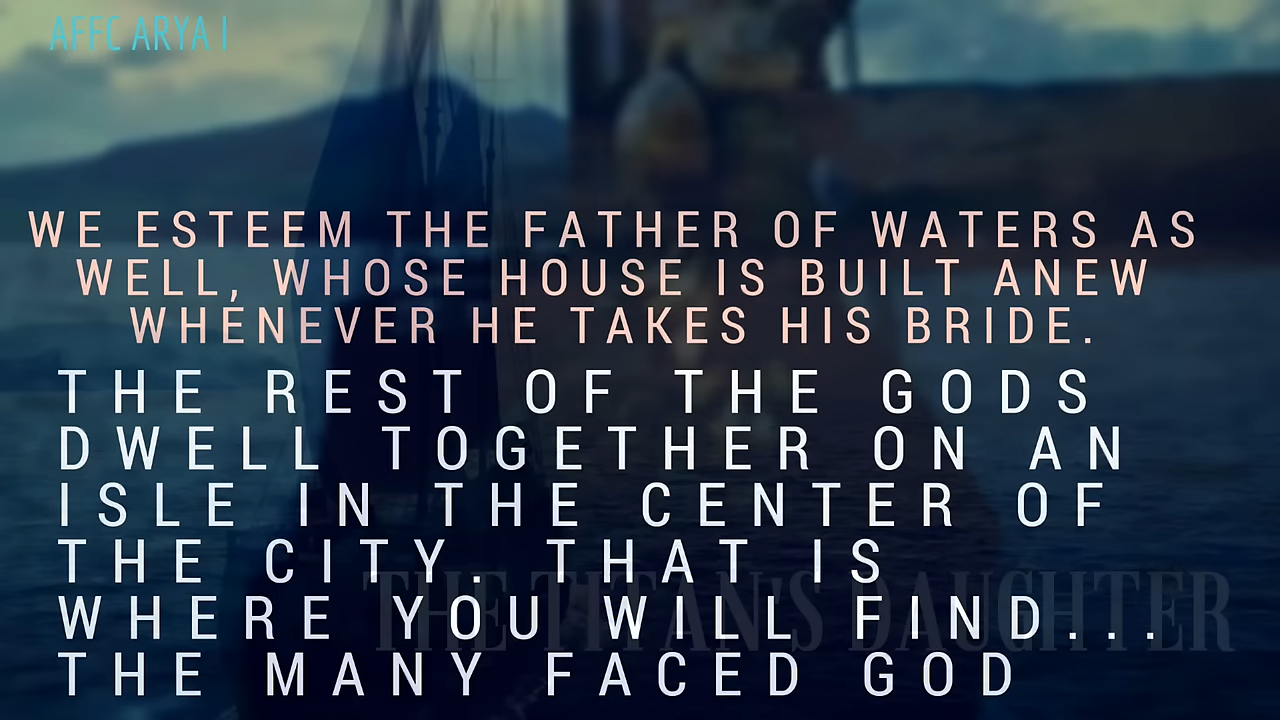 AFFC ARYA I
WE ESTEEM THE FATHER OF WATERS AS
WELL, WHOSE HOUSE IS BUILT ANEW
WHENEVER HE TAKES HIS BRIDE.
THE REST OF THE GODS
DWELL TOGETHER ON AN
ISLE IN THE CENTER OF
THE CITY. THAT IS
WHERE YOU WILL FIND...
THE TITAN'S DAUGHTER
THE MANY FACED GOD